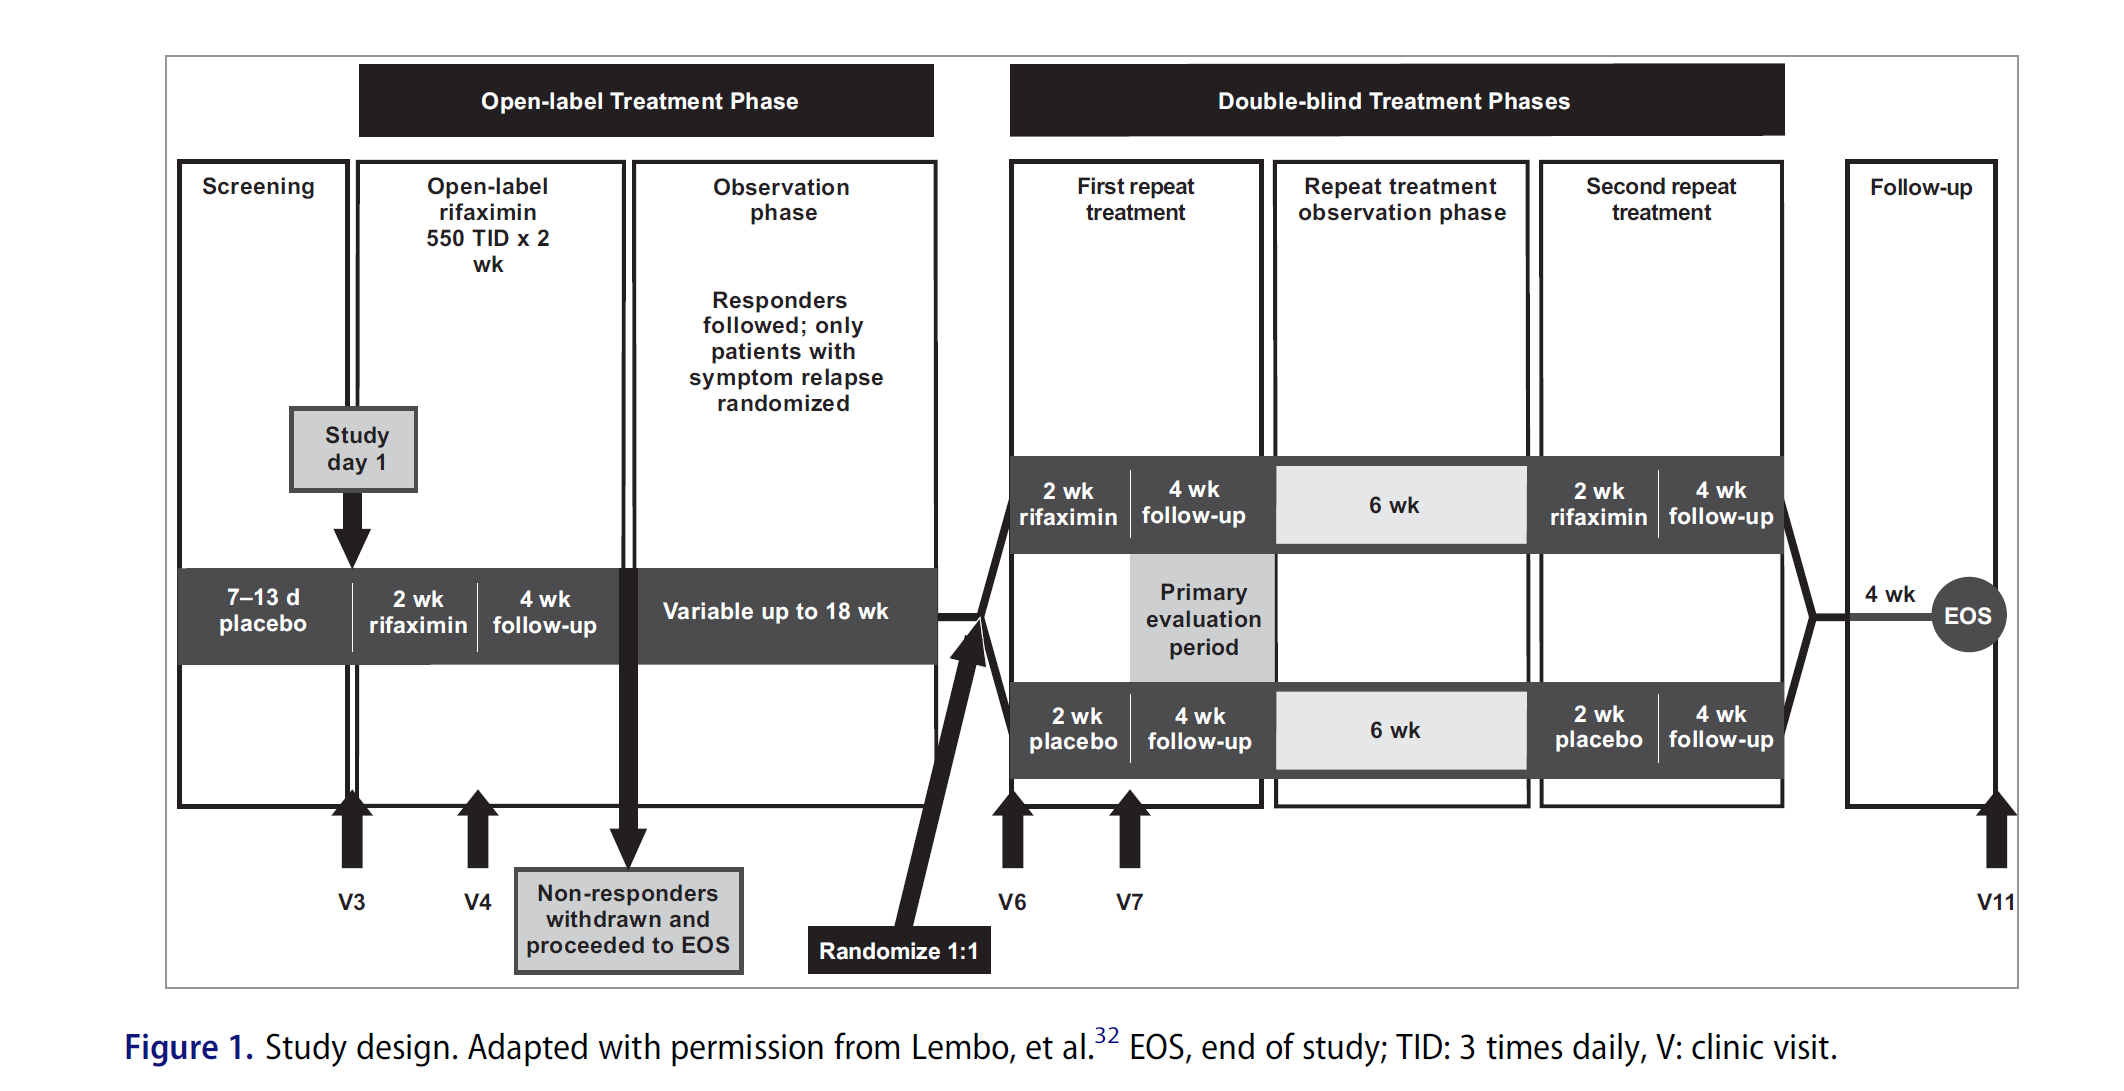 Open-label Treatment Phase
Double-blind Treatment Phases
Screening
Open-label
rifaximin
550 TID x 2
wk
Observation
phase
Responders
followed; only
patients with
symptom relapse
randomized
First repeat
treatment
Repeat treatment
observation phase
Second repeat
treatment
Follow-up
Study
day 1
7–13 d
placebo
2 wk
rifaximin
4 wk
follow-up
Variable up to 18 wk
2 wk
rifaximin
4 wk
follow-up
6 wk
2 wk
rifaximin
4 wk
follow-up
Primary
evaluation
period
2 wk
placebo
4 wk
follow-up
6 wk
2 wk
placebo
4 wk
follow-up
4 wk
EOS
V3
V4
Non-responders
withdrawn and
proceeded to EOS
Randomize 1:1
V6
V7
V11
Figure 1. Study design. Adapted with permission from Lembo, et al.32 EOS, end of study; TID: 3 times daily, V: clinic visit.